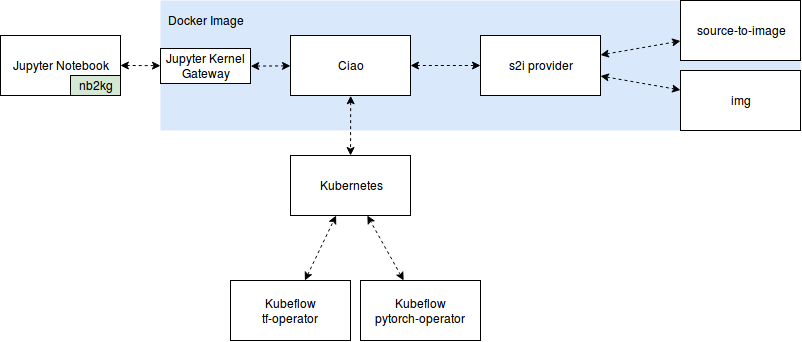 Docker Image
source-to-image
Jupyter Notebook
nb2kg
Jupyter Kernel
Gateway
Ciao
s2i provider
img
Kubernetes
Kubeflow
tf-operator
Kubeflow
pytorch-operator